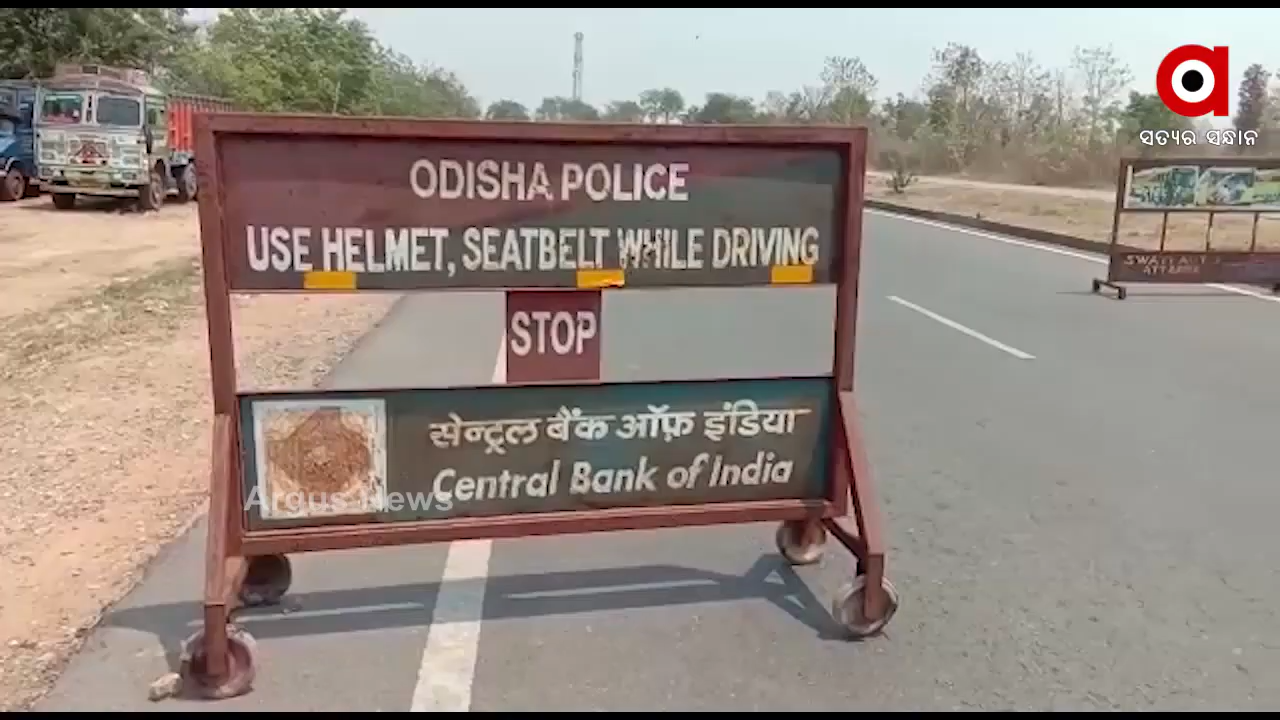 ODISHA POLICE
USE HELMET, SEATBELT WHILE DRIVING
STOP
सेन्ट्रल बैंक ऑफ़ इंडिया
Central Bank of India
Argus News
a
ସତ୍ୟର ସନ୍ଧାନ